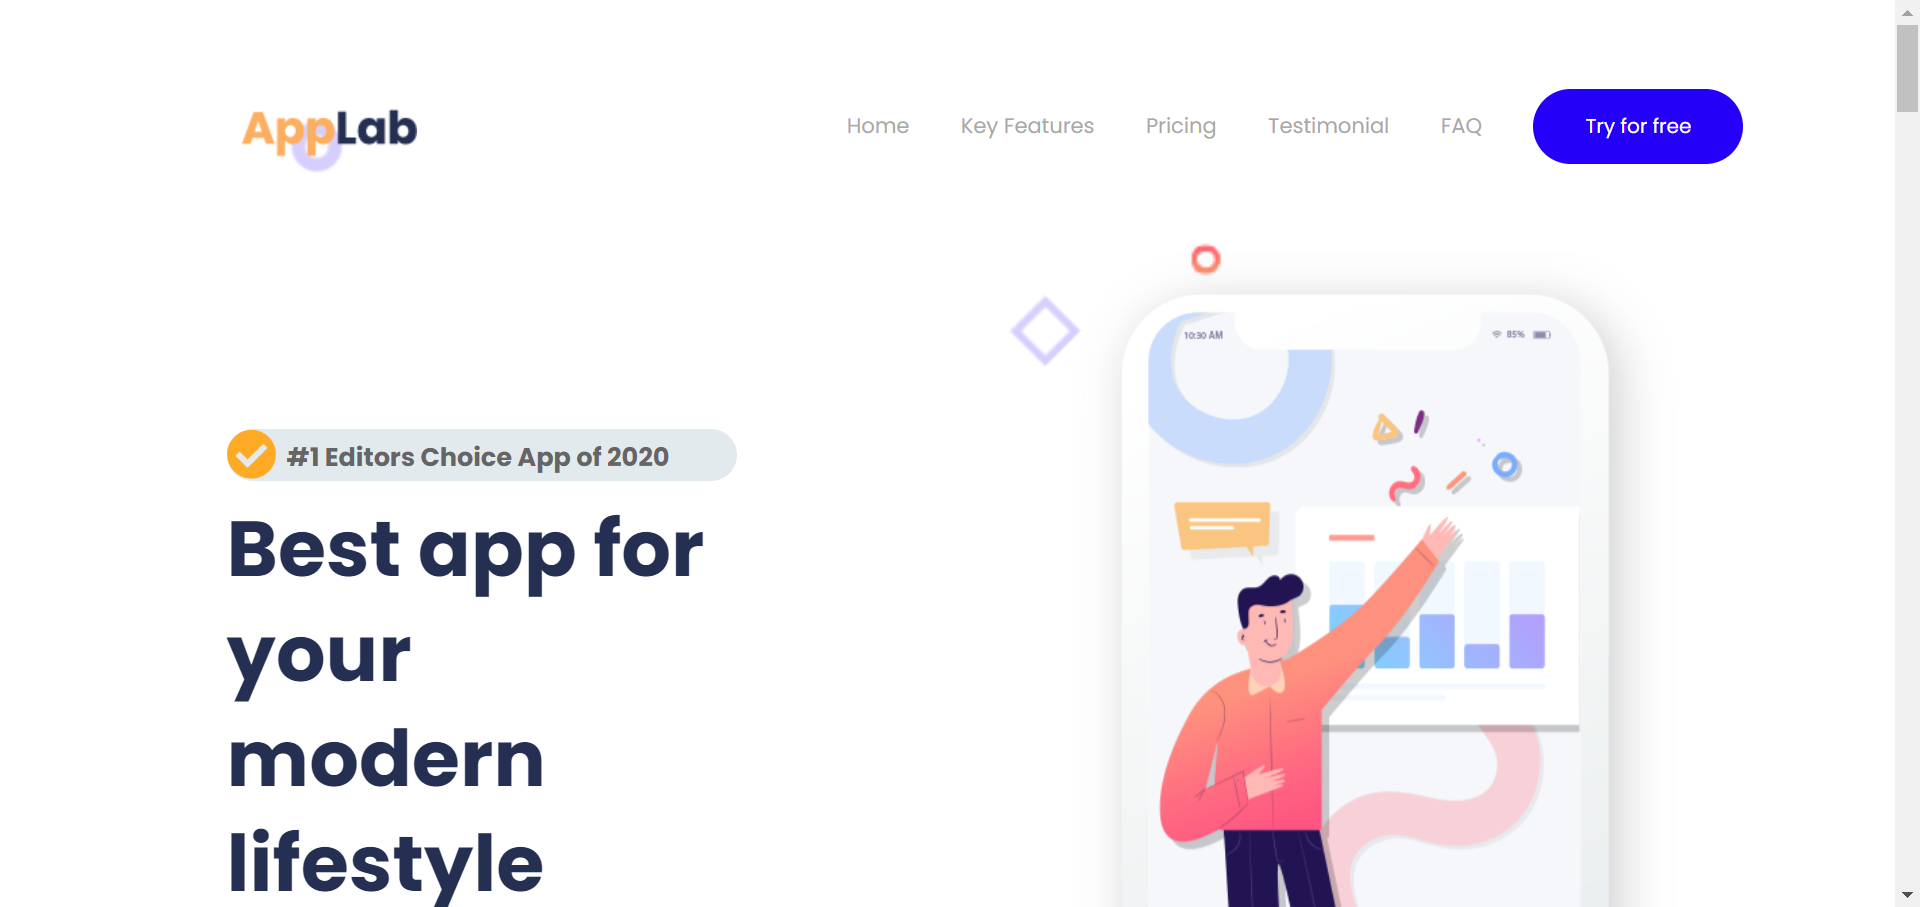 AppLab
Home Key Features Pricing Testimonial FAQ Try for free
10:30 AM 85%
#1 Editors Choice App of 2020
Best app for
your
modern
lifestyle